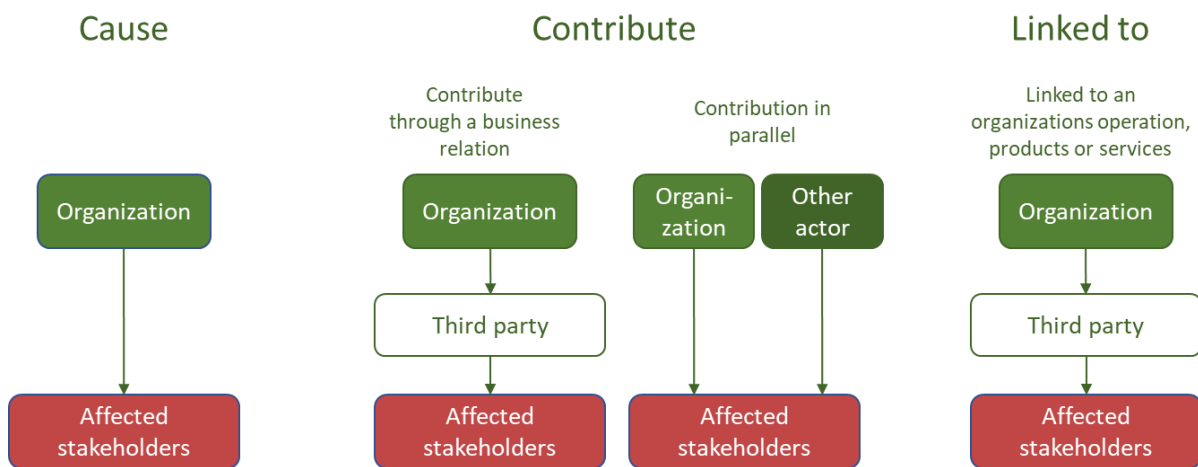 Cause
Contribute
Linked to
Contribute
through a business
relation
Contribution in
parallel
Linked to an
organizations operation,
products or services
Organization
Organization
Organi-
zation
Other
actor
Organization
Third party
Third party
Affected
stakeholders
Affected
stakeholders
Affected
stakeholders
Affected
stakeholders